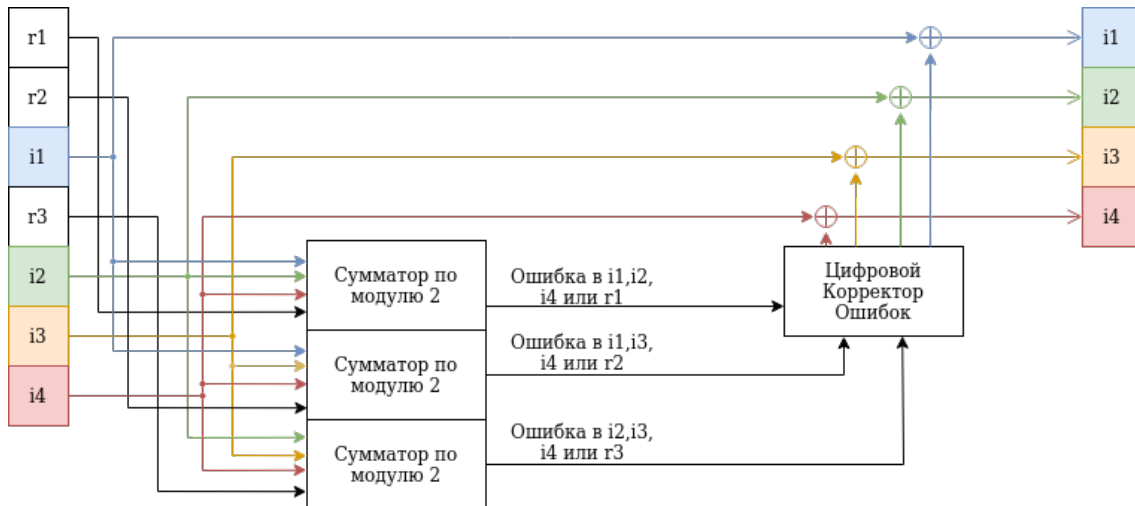 r1
r2
i1
r3
i2
i3
i4
Сумматор по
модулю 2
Сумматор по
модулю 2
Сумматор по
модулю 2
Ошибка в i1,i2,
i4 или r1
Ошибка в i1,i3,
i4 или r2
Ошибка в i2,i3,
i4 или r3
Цифровой
Корректор
Ошибок
i1
i2
i3
i4